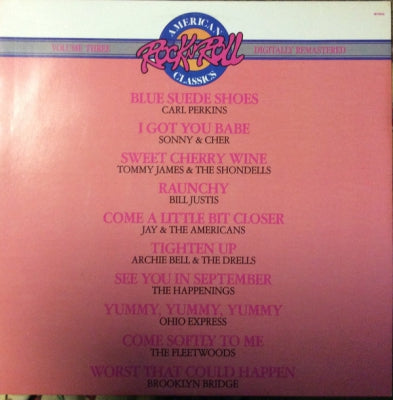 AMERICAN
VOLUME THREE
ROCK N' ROLL
DIGITALLY REMASTERED
CLASSICS
BLUE SUEDE SHOES
CARL PERKINS
I GOT YOU BABE
SONNY & CHER
SWEET CHERRY WINE
TOMMY JAMES & THE SHONDELLS
RAUNCHY
BILL JUSTIS
COME A LITTLE BIT CLOSER
JAY & THE AMERICANS
TIGHTEN UP
ARCHIE BELL & THE DRELLS
SEE YOU IN SEPTEMBER
THE HAPPENINGS
YUMMY, YUMMY, YUMMY
OHIO EXPRESS
COME SOFTLY TO ME
THE FLEETWOODS
WORST THAT COULD HAPPEN
BROOKLYN BRIDGE